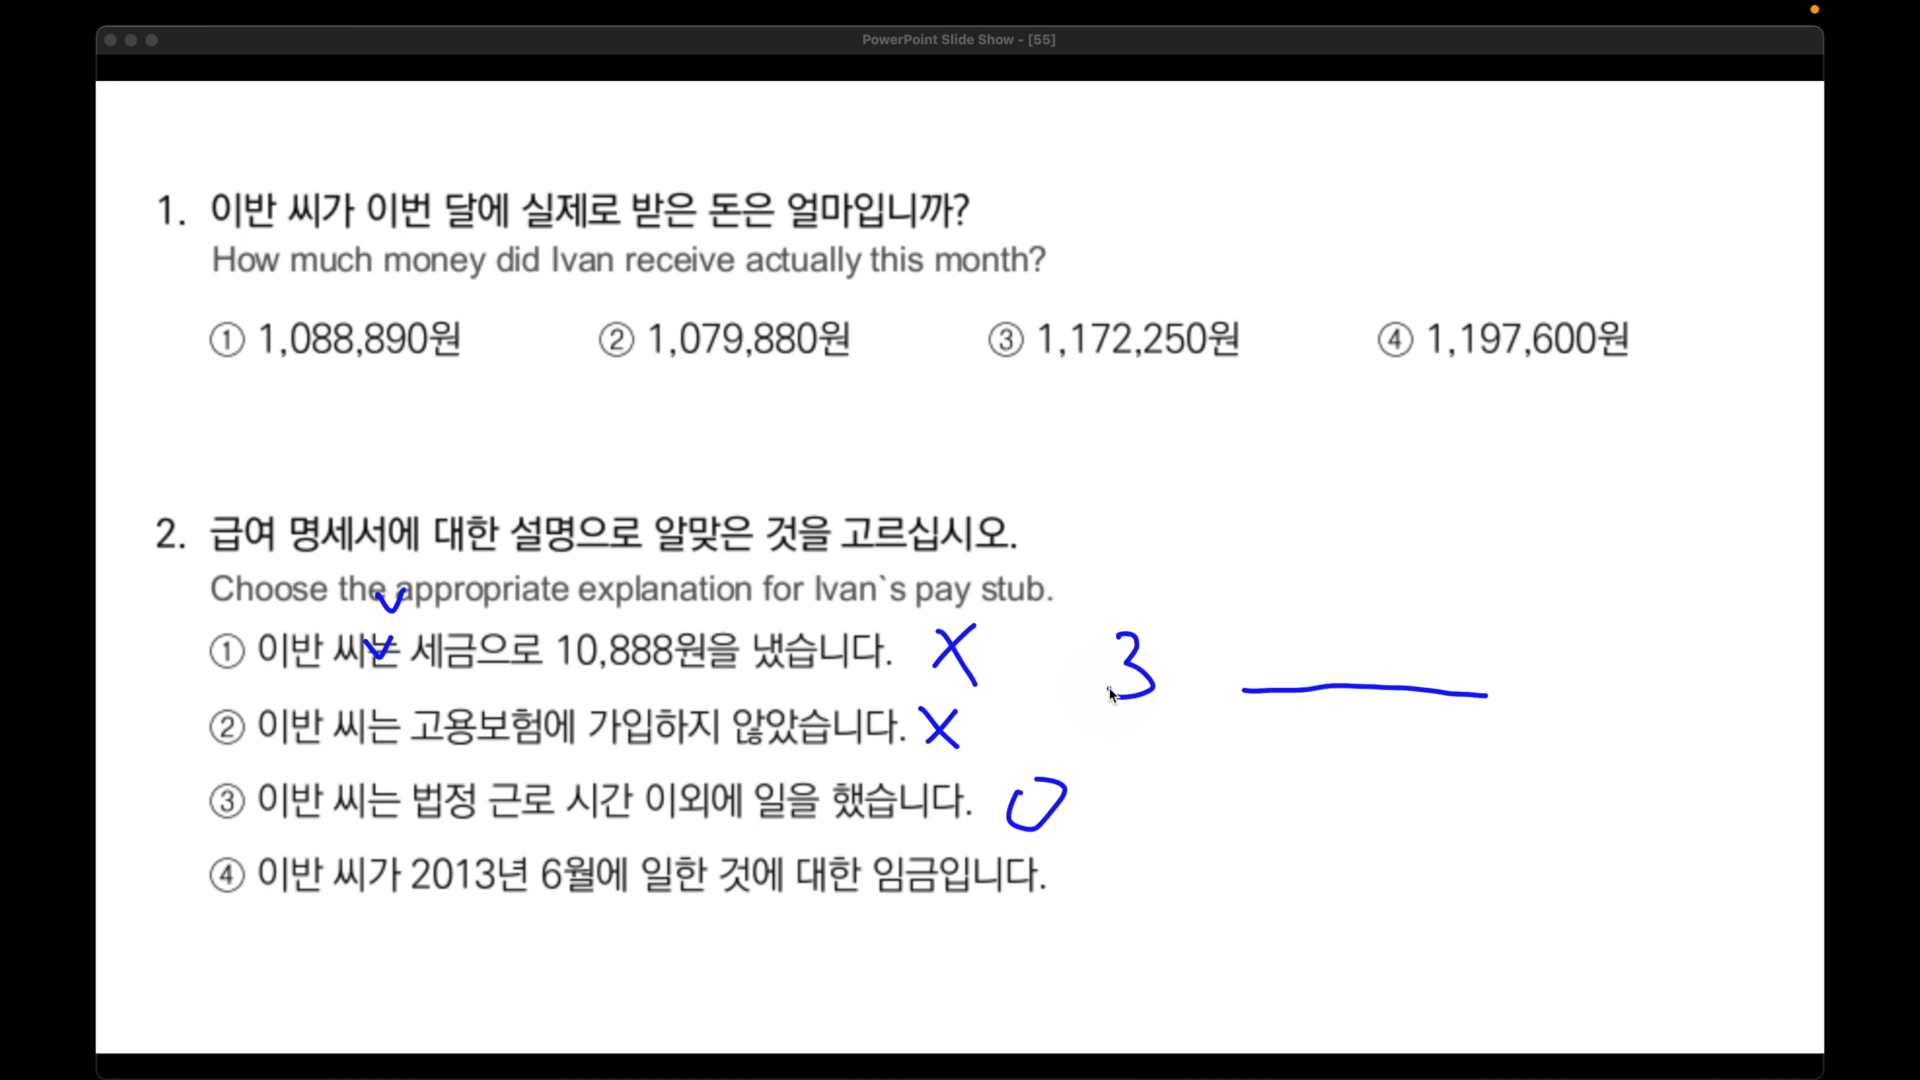 PowerPoint Slide Show - [55]
1. 이반 씨가 이번 달에 실제로 받은 돈은 얼마입니까?
How much money did Ivan receive actually this month?
① 1,088,890원 ② 1,079,880원 ③ 1,172,250원 ④ 1,197,600원
2. 급여 명세서에 대한 설명으로 알맞은 것을 고르십시오.
Choose the appropriate explanation for Ivan`s pay stub.
① 이반 씨는 세금으로 10,888원을 냈습니다. X 3
② 이반 씨는 고용보험에 가입하지 않았습니다. X
③ 이반 씨는 법정 근로 시간 이외에 일을 했습니다. O
④ 이반 씨가 2013년 6월에 일한 것에 대한 임금입니다.